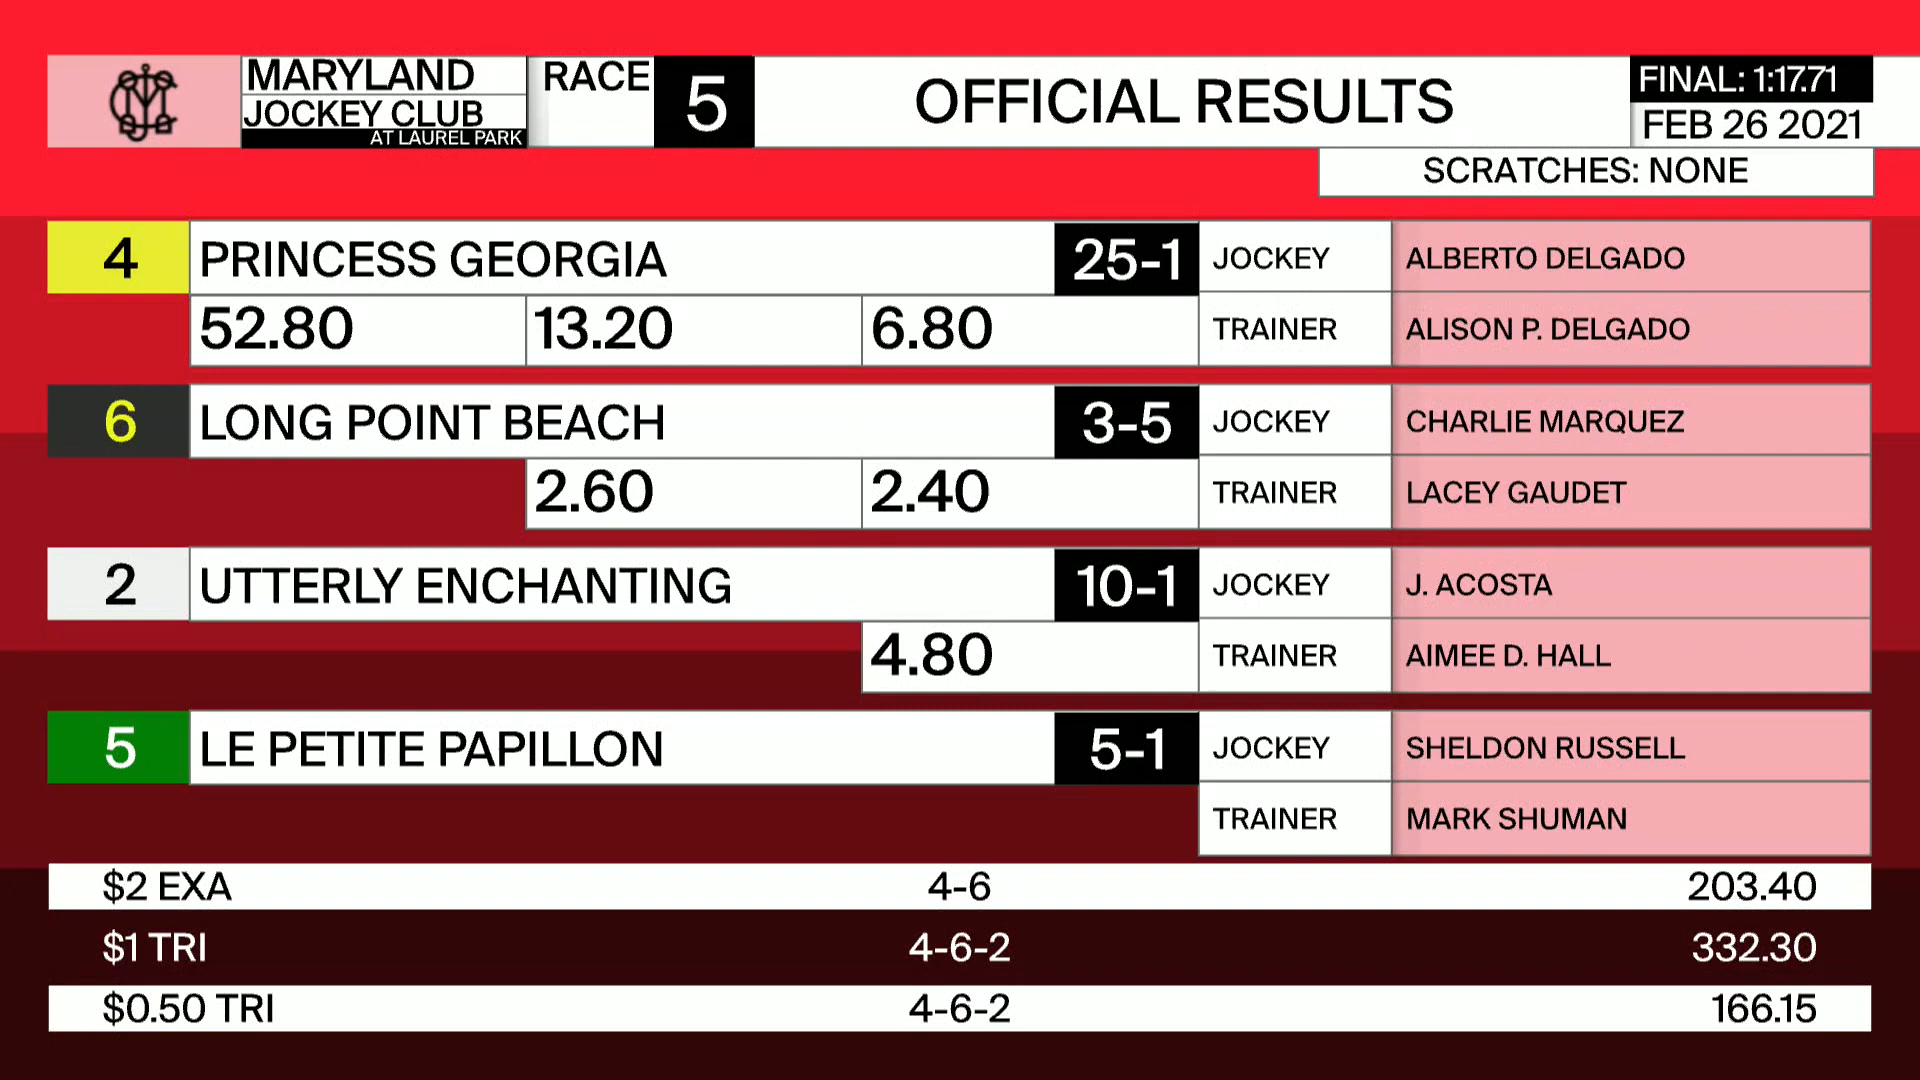 MARYLAND
JOCKEY CLUB
AT LAUREL PARK
RACE 5
OFFICIAL RESULTS
FINAL: 1:17.71
FEB 26 2021
SCRATCHES: NONE
4 PRINCESS GEORGIA 25-1 JOCKEY ALBERTO DELGADO
52.80 13.20 6.80 TRAINER ALISON P. DELGADO
6 LONG POINT BEACH 3-5 JOCKEY CHARLIE MARQUEZ
2.60 2.40 TRAINER LACEY GAUDET
2 UTTERLY ENCHANTING 10-1 JOCKEY J. ACOSTA
4.80 TRAINER AIMEE D. HALL
5 LE PETITE PAPILLON 5-1 JOCKEY SHELDON RUSSELL
TRAINER MARK SHUMAN
$2 EXA 4-6 203.40
$1 TRI 4-6-2 332.30
$0.50 TRI 4-6-2 166.15